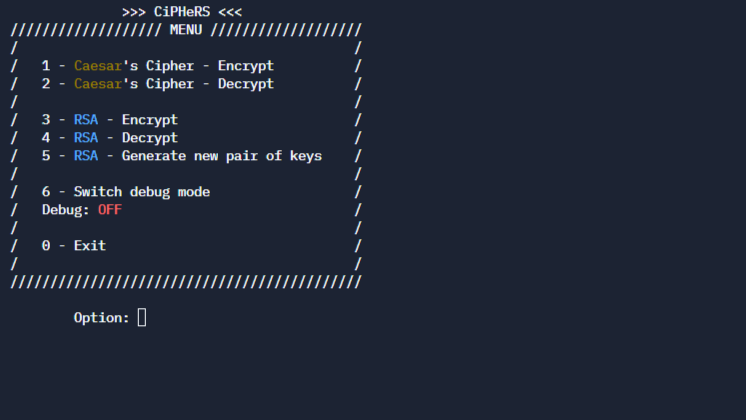 >>> CiPHeRS <<<
/////////////////// MENU ///////////////////
/ /
/ 1 - Caesar's Cipher - Encrypt /
/ 2 - Caesar's Cipher - Decrypt /
/ /
/ 3 - RSA - Encrypt /
/ 4 - RSA - Decrypt /
/ 5 - RSA - Generate new pair of keys /
/ /
/ 6 - Switch debug mode /
/ Debug: OFF /
/ /
/ 0 - Exit /
/ /
////////////////////////////////////////////
Option: